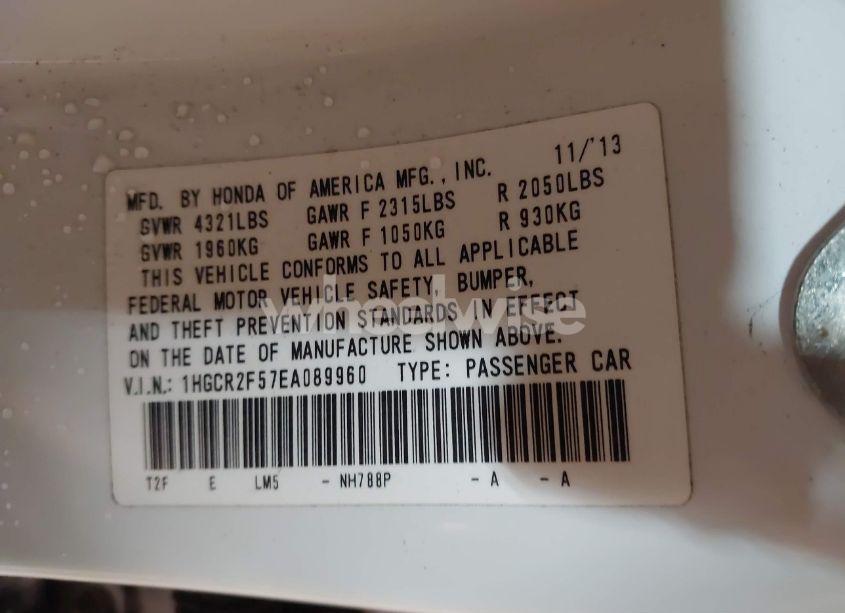 MFD. BY HONDA OF AMERICA MFG., INC. 11/'13
GVWR 4321LBS GAWR F 2315LBS R 2050LBS
GVWR 1960KG GAWR F 1050KG R 930KG
THIS VEHICLE CONFORMS TO ALL APPLICABLE
FEDERAL MOTOR VEHICLE SAFETY, BUMPER,
AND THEFT PREVENTION STANDARDS IN EFFECT
ON THE DATE OF MANUFACTURE SHOWN ABOVE.
V.I.N.: 1HGCR2F57EA089960 TYPE: PASSENGER CAR
T2F E LM5 - NH788P - A - A
wheelwise